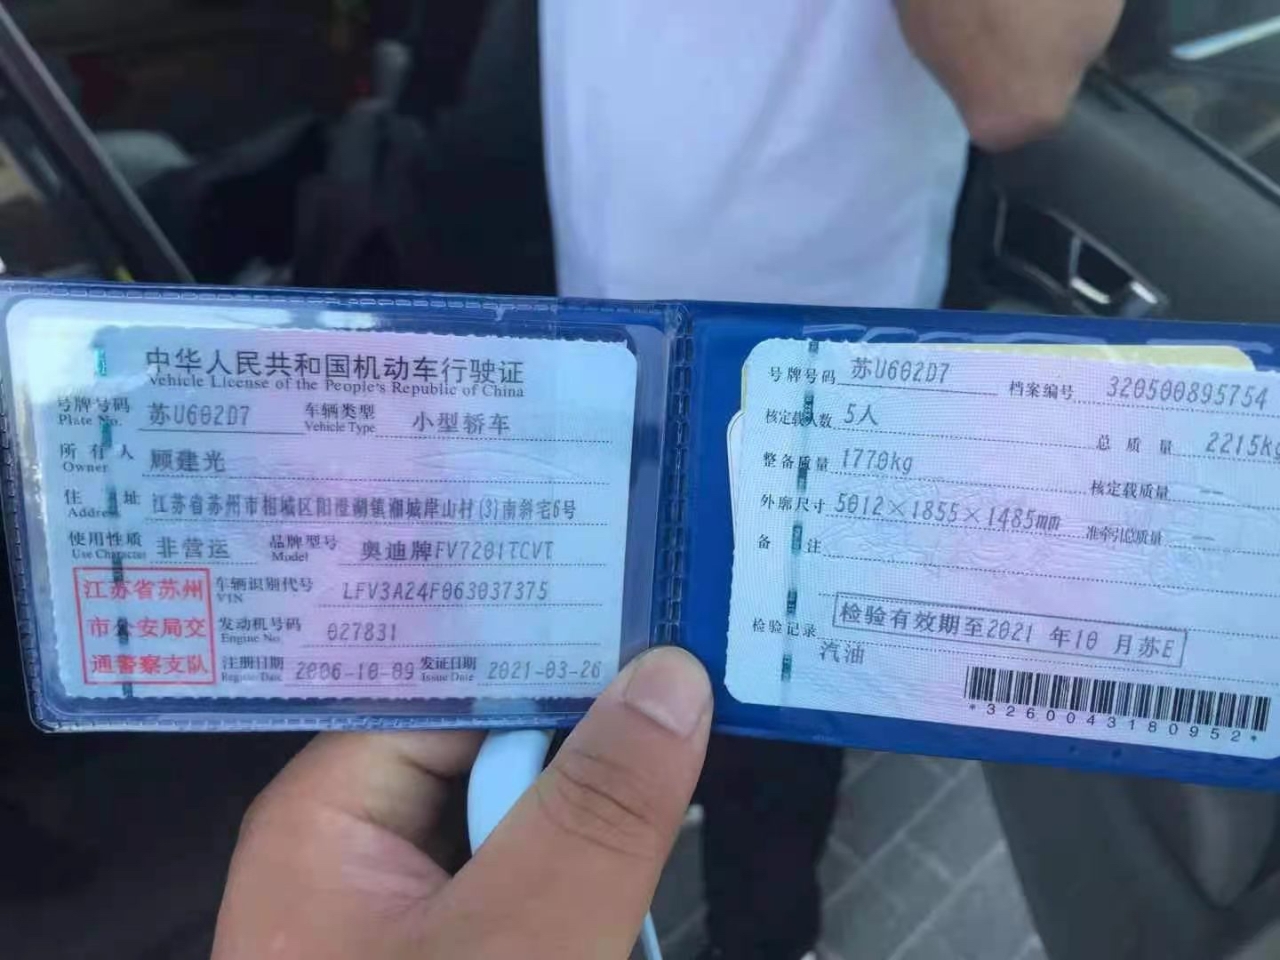 中华人民共和国机动车行驶证
Vehicle License of the People's Republic of China
号牌号码 苏U602D7 车辆类型 小型轿车
Plate No. Vehicle Type
所有人 顾建光
Owner
住址 江苏省苏州市相城区阳澄湖镇湘城岸山村(3)南斜宅6号
Address
使用性质 非营运 品牌型号 奥迪牌FV7201TCVT
Use Character Model
江苏省苏州
市公安局交
通警察支队
车辆识别代号 LFV3A24F063037375
VIN
发动机号码 027831
Engine No.
注册日期 2006-10-09 发证日期 2021-03-26
Register Date Issue Date
号牌号码 苏U602D7 档案编号 320500895754
核定载人数 5人 总质量 2215kg
整备质量 1770kg 核定载质量 --
外廓尺寸 5012×1855×1485mm 准牵引总质量 --
备注
检验记录 检验有效期至2021年10月苏E
汽油
*3260043180952*